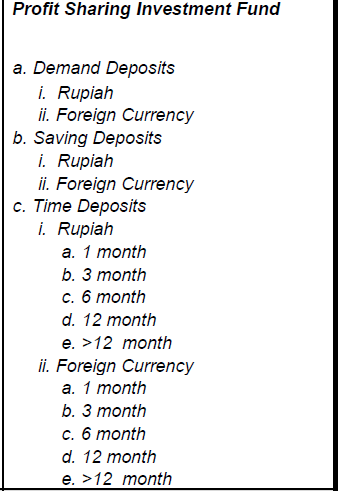 Profit Sharing Investment Fund
a. Demand Deposits
i. Rupiah
ii. Foreign Currency
b. Saving Deposits
i. Rupiah
ii. Foreign Currency
c. Time Deposits
i. Rupiah
a. 1 month
b. 3 month
c. 6 month
d. 12 month
e. >12 month
ii. Foreign Currency
a. 1 month
b. 3 month
c. 6 month
d. 12 month
e. >12 month